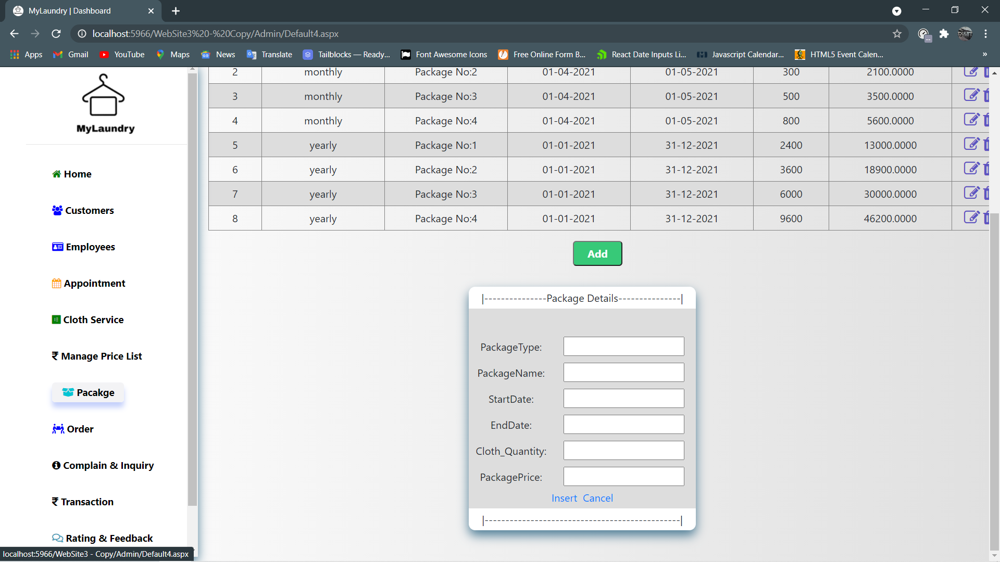 MyLaundry | Dashboard
localhost:5966/WebSite3%20-%20Copy/Admin/Default4.aspx
Apps Gmail YouTube Maps News Translate Tailblocks — Ready... Font Awesome Icons Free Online Form B... React Date Inputs Li... Javascript Calendar... HTML5 Event Calen... »
MyLaundry
Home
Customers
Employees
Appointment
Cloth Service
₹ Manage Price List
Pacakge
Order
Complain & Inquiry
₹ Transaction
Rating & Feedback
2 monthly Package No:2 01-04-2021 01-05-2021 300 2100.0000
3 monthly Package No:3 01-04-2021 01-05-2021 500 3500.0000
4 monthly Package No:4 01-04-2021 01-05-2021 800 5600.0000
5 yearly Package No:1 01-01-2021 31-12-2021 2400 13000.0000
6 yearly Package No:2 01-01-2021 31-12-2021 3600 18900.0000
7 yearly Package No:3 01-01-2021 31-12-2021 6000 30000.0000
8 yearly Package No:4 01-01-2021 31-12-2021 9600 46200.0000
Add
|---------------Package Details---------------|
PackageType:
PackageName:
StartDate:
EndDate:
Cloth_Quantity:
PackagePrice:
Insert Cancel
|-----------------------------------------------|
localhost:5966/WebSite3 - Copy/Admin/Default4.aspx